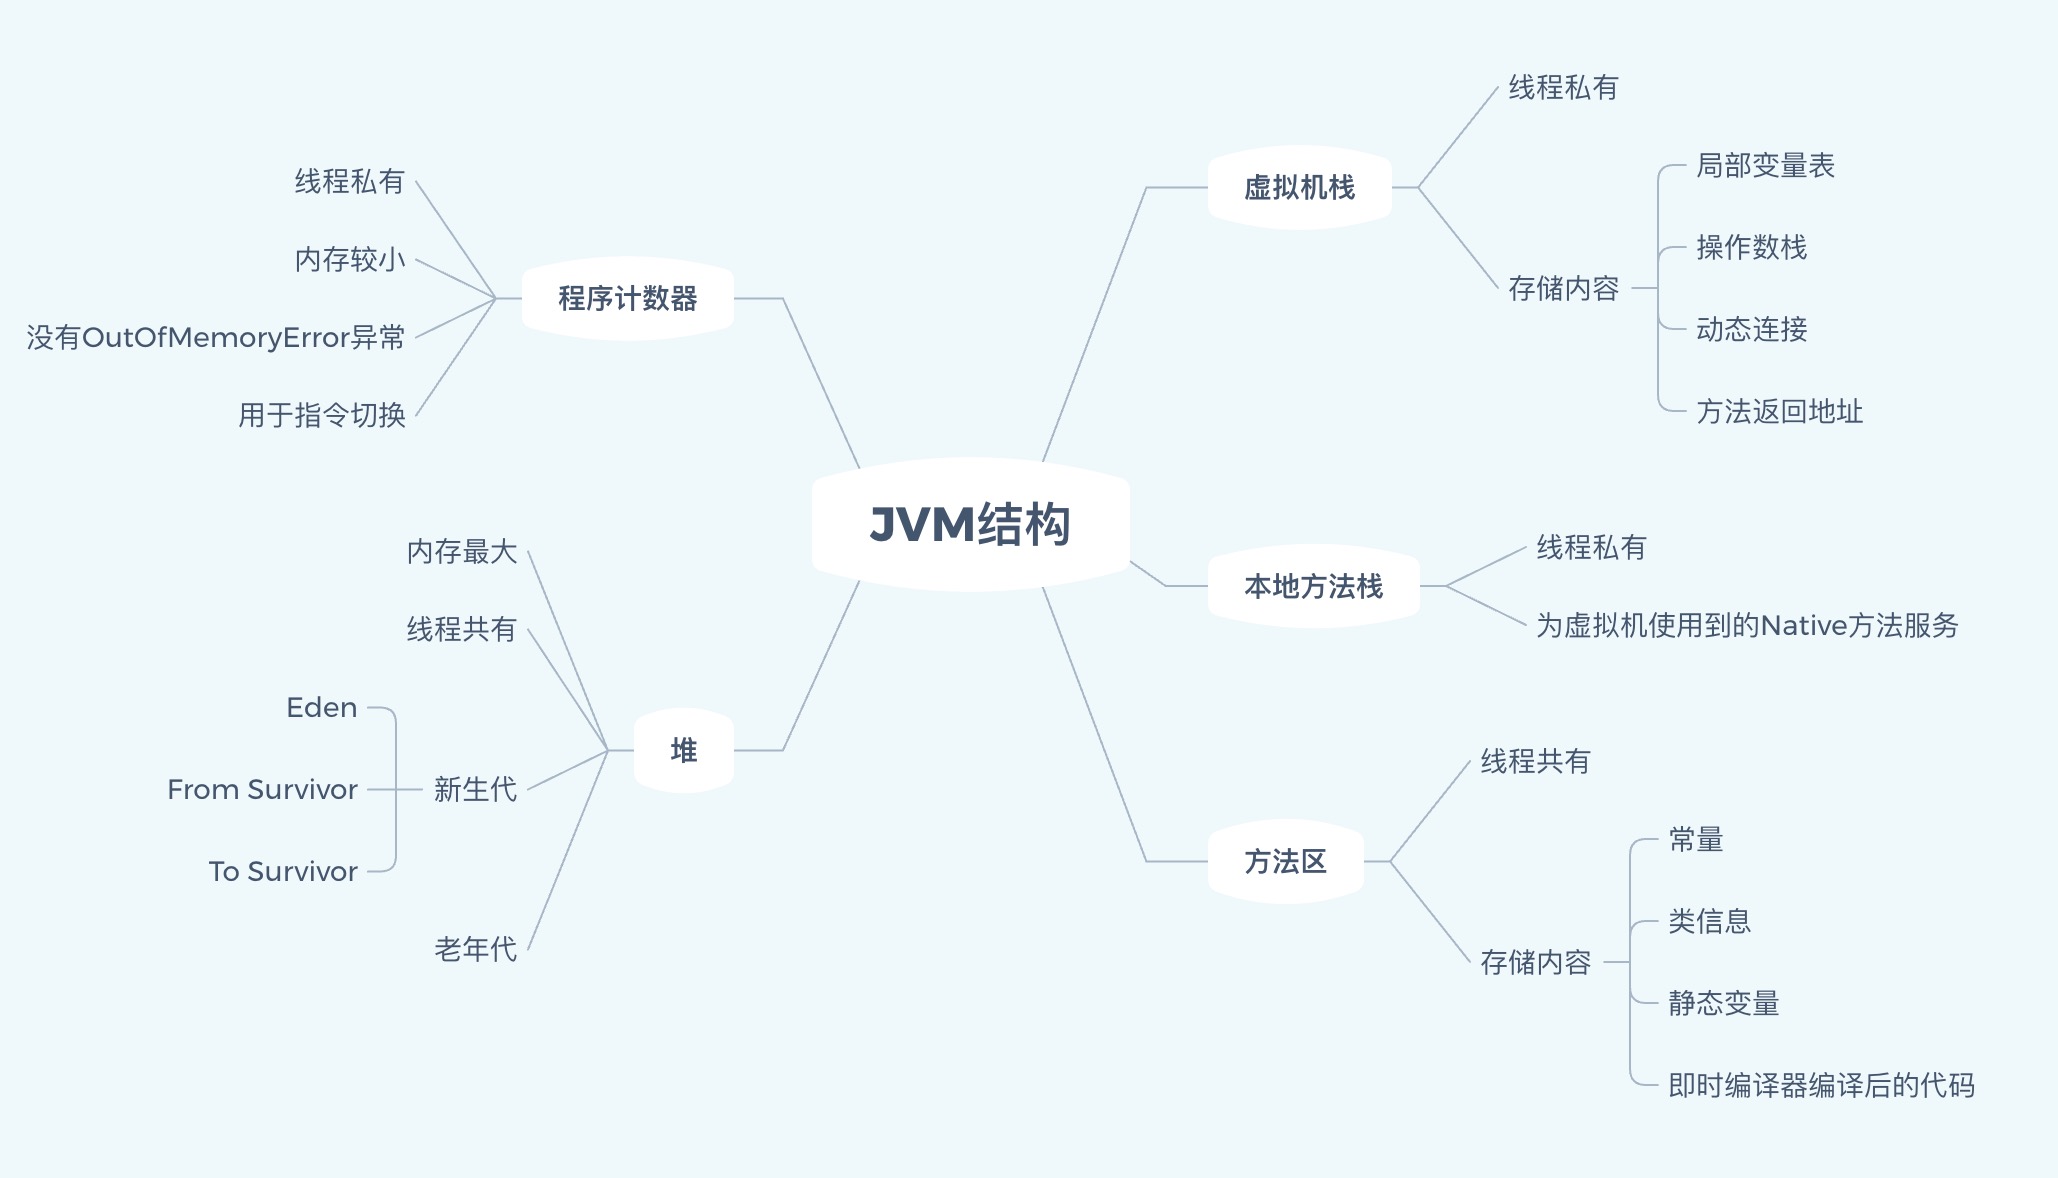 JVM结构
虚拟机栈
线程私有
存储内容
局部变量表
操作数栈
动态连接
方法返回地址
本地方法栈
线程私有
为虚拟机使用到的Native方法服务
方法区
线程共有
存储内容
常量
类信息
静态变量
即时编译器编译后的代码
程序计数器
线程私有
内存较小
没有OutOfMemoryError异常
用于指令切换
堆
内存最大
线程共有
新生代
Eden
From Survivor
To Survivor
老年代